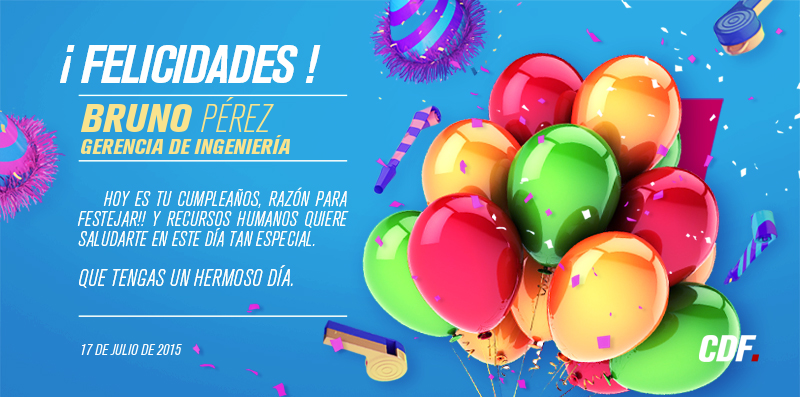 ¡ FELICIDADES !
BRUNO PÉREZ
GERENCIA DE INGENIERÍA
HOY ES TU CUMPLEAÑOS, RAZÓN PARA
FESTEJAR!! Y RECURSOS HUMANOS QUIERE
SALUDARTE EN ESTE DÍA TAN ESPECIAL.
QUE TENGAS UN HERMOSO DÍA.
17 DE JULIO DE 2015
CDF.